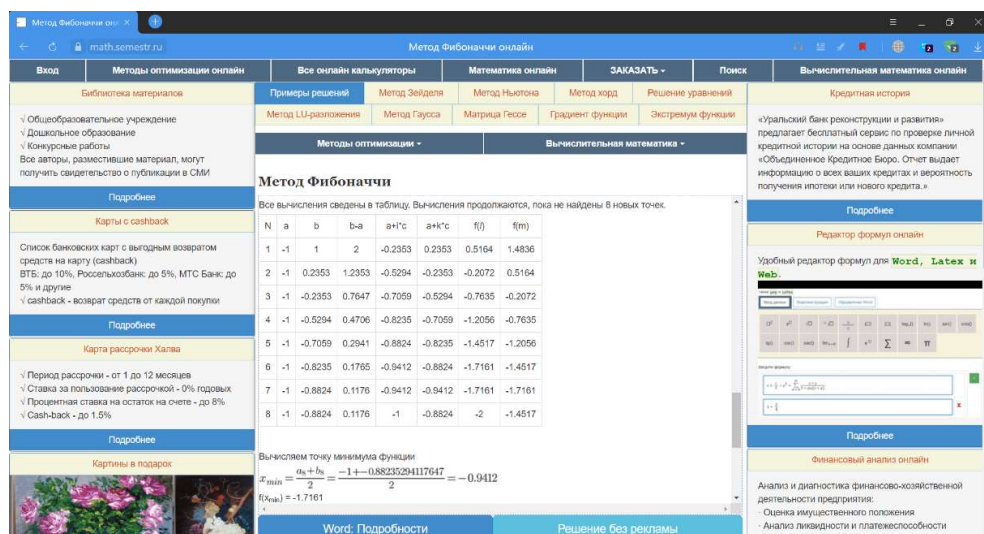 Метод Фибоначчи онл
math.semestr.ru
Метод Фибоначчи онлайн
Вход
Методы оптимизации онлайн
Все онлайн калькуляторы
Математика онлайн
ЗАКАЗАТЬ
Поиск
Вычислительная математика онлайн
Библиотека материалов
√ Общеобразовательное учреждение
√ Дошкольное образование
√ Конкурсные работы
Все авторы, разместившие материал, могут
получить свидетельство о публикации в СМИ
Подробнее
Карты с cashback
Список банковских карт с выгодным возвратом
средств на карту (cashback)
ВТБ: до 10%, Россельхозбанк: до 5%, МТС Банк: до
5% и другие
√ cashback - возврат средств от каждой покупки
Подробнее
Карта рассрочки Халва
√ Период рассрочки - от 1 до 12 месяцев
√ Ставка за пользование рассрочкой - 0% годовых
√ Процентная ставка на остаток на счете - до 8%
√ Cash-back - до 1.5%
Подробнее
Картины в подарок
Примеры решений Метод Зейделя Метод Ньютона Метод хорд Решение уравнений
Метод LU-разложения Метод Гаусса Матрица Гессе Градиент функции Экстремум функции
Методы оптимизации
Вычислительная математика
Метод Фибоначчи
Все вычисления сведены в таблицу. Вычисления продолжаются, пока не найдены 8 новых точек.
N a b b-a a+l"c a+k"c f(l) f(m)
1 -1 1 2 -0.2353 0.2353 0.5164 1.4836
2 -1 0.2353 1.2353 -0.5294 -0.2353 -0.2072 0.5164
3 -1 -0.2353 0.7647 -0.7059 -0.5294 -0.7635 -0.2072
4 -1 -0.5294 0.4706 -0.8235 -0.7059 -1.2056 -0.7635
5 -1 -0.7059 0.2941 -0.8824 -0.8235 -1.4517 -1.2056
6 -1 -0.8235 0.1765 -0.9412 -0.8824 -1.7161 -1.4517
7 -1 -0.8824 0.1176 -0.9412 -0.9412 -1.7161 -1.7161
8 -1 -0.8824 0.1176 -1 -0.8824 -2 -1.4517
Вычисляем точку минимума функции
x_min = (a₈+b₈)/2 = (−1+−0.88235294117647)/2 = −0.9412
f(x_min) = -1.7161
Word: Подробности
Решение без рекламы
Кредитная история
«Уральский банк реконструкции и развития»
предлагает бесплатный сервис по проверке личной
кредитной истории на основе данных компании
«Объединенное Кредитное Бюро. Отчет выдает
информацию о всех ваших кредитах и вероятность
получения ипотеки или нового кредита.»
Подробнее
Редактор формул онлайн
Удобный редактор формул для Word, Latex и
Web.
Подробнее
Финансовый анализ онлайн
Анализ и диагностика финансово-хозяйственной
деятельности предприятия:
· Оценка имущественного положения
· Анализ ликвидности и платежеспособности